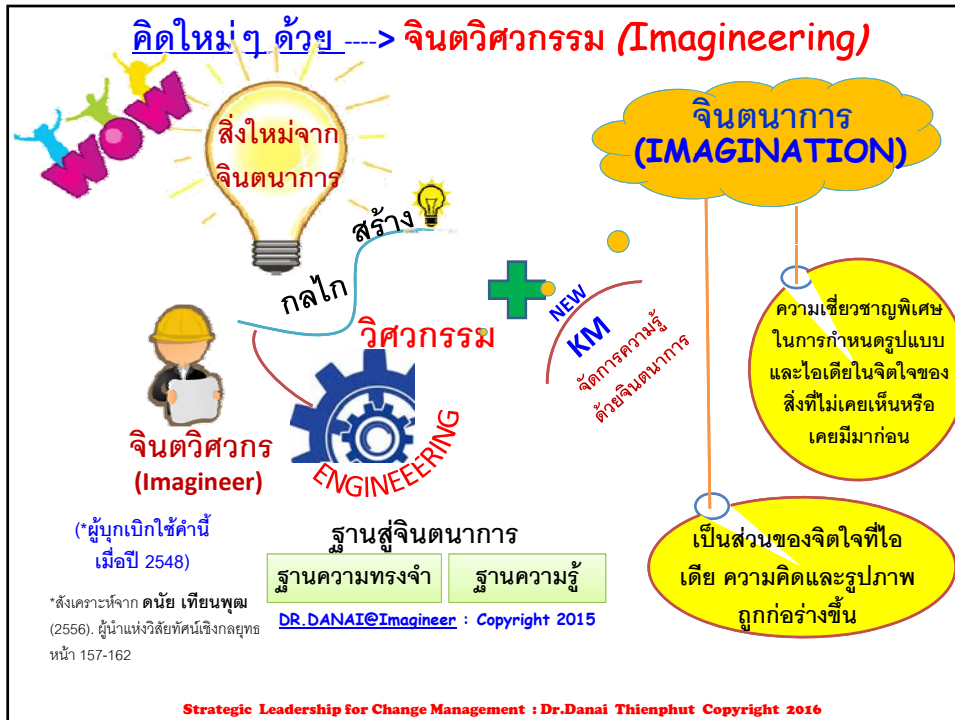 คิดใหม่ๆ ด้วย ----> จินตวิศวกรรม (Imagineering)
WOW
สิ่งใหม่จาก
จินตนาการ
กลไก
สร้าง
วิศวกรรม
ENGINEEERING
จินตวิศวกร
(Imagineer)
(*ผู้บุกเบิกใช้คำนี้
เมื่อปี 2548)
*สังเคราะห์จาก ดนัย เทียนพุฒ
(2556). ผู้นำแห่งวิสัยทัศน์เชิงกลยุทธ
หน้า 157-162
ฐานสู่จินตนาการ
ฐานความทรงจำ
ฐานความรู้
DR.DANAI@Imagineer : Copyright 2015
NEW
KM
จัดการความรู้
ด้วยจินตนาการ
จินตนาการ
(IMAGINATION)
ความเชี่ยวชาญพิเศษ
ในการกำหนดรูปแบบ
และไอเดียในจิตใจของ
สิ่งที่ไม่เคยเห็นหรือ
เคยมีมาก่อน
เป็นส่วนของจิตใจที่ไอ
เดีย ความคิดและรูปภาพ
ถูกก่อร่างขึ้น
Strategic Leadership for Change Management : Dr.Danai Thienphut Copyright 2016